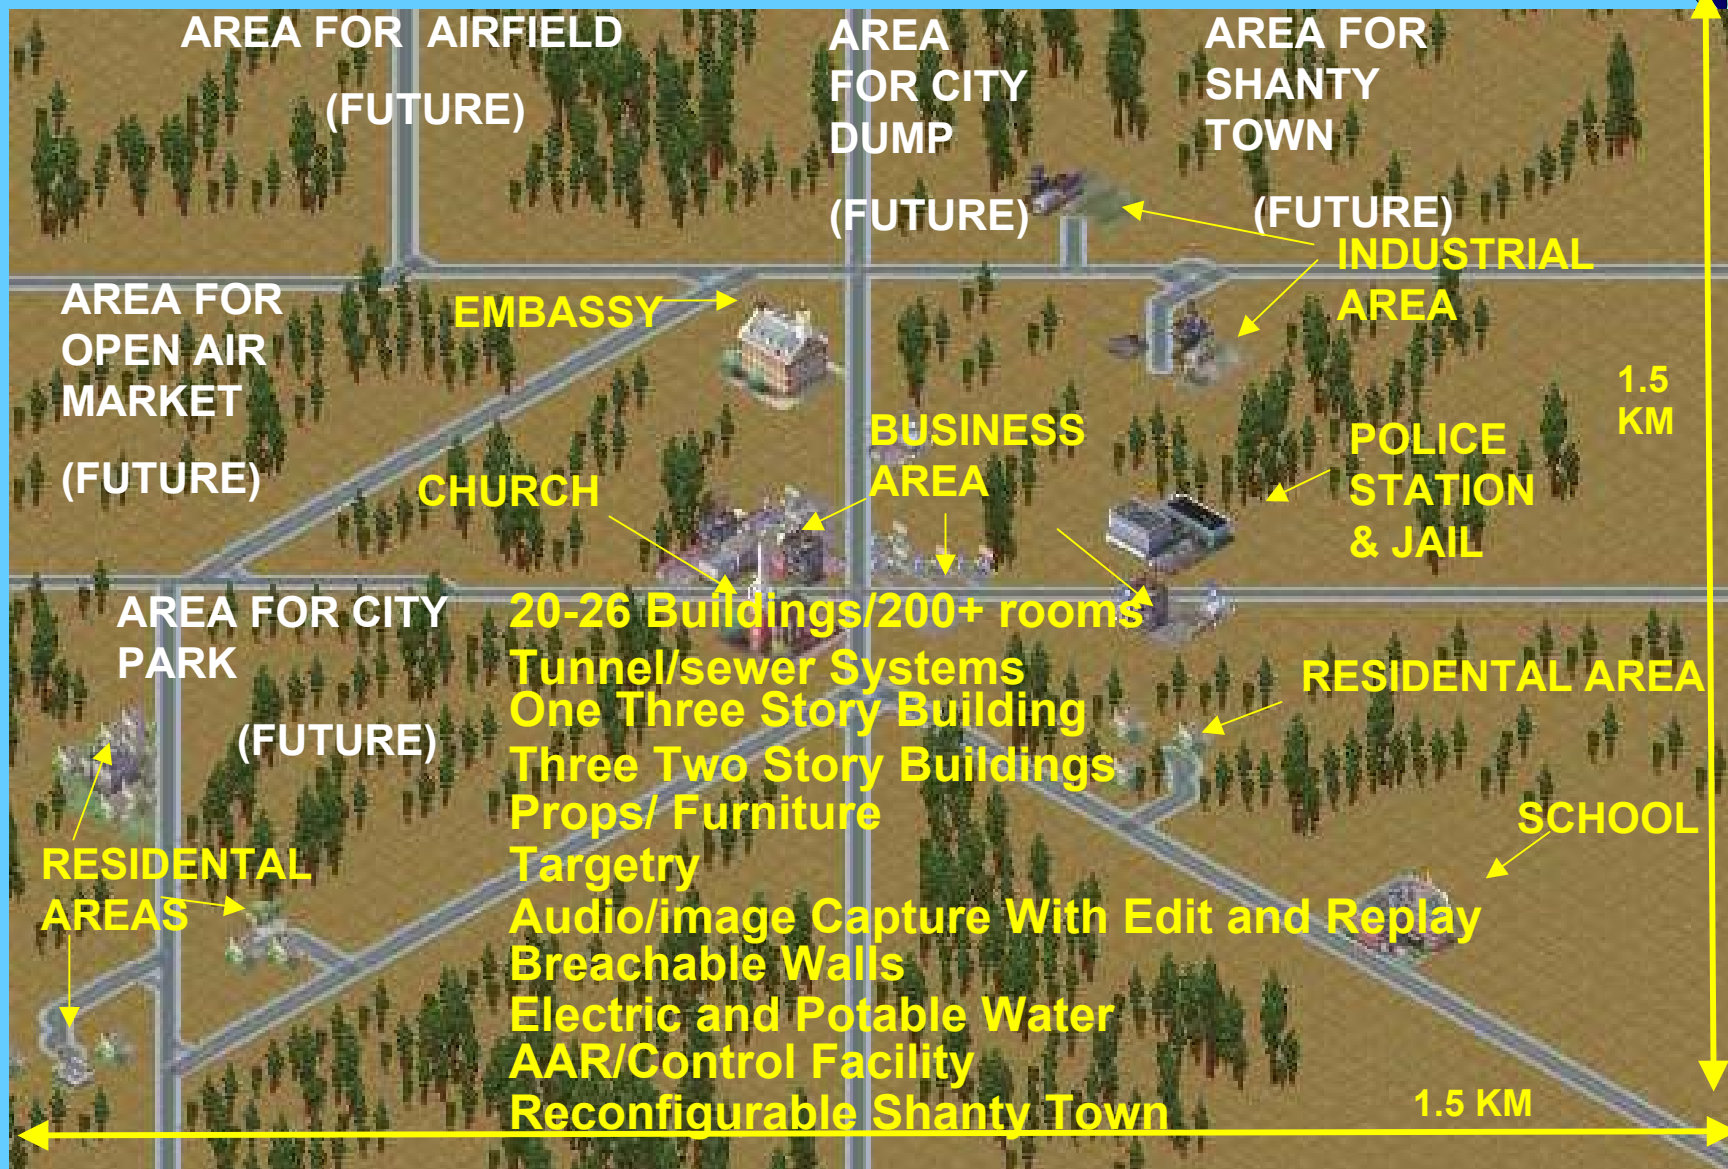 AREA FOR AIRFIELD
(FUTURE)
AREA
FOR CITY
DUMP
(FUTURE)
AREA FOR
SHANTY
TOWN
(FUTURE)
INDUSTRIAL
AREA
AREA FOR
OPEN AIR
MARKET
(FUTURE)
EMBASSY
1.5
KM
BUSINESS
AREA
POLICE
STATION
& JAIL
CHURCH
AREA FOR CITY
PARK
(FUTURE)
20-26 Buildings/200+ rooms
Tunnel/sewer Systems
One Three Story Building
Three Two Story Buildings
Props/ Furniture
Targetry
Audio/image Capture With Edit and Replay
Breachable Walls
Electric and Potable Water
AAR/Control Facility
Reconfigurable Shanty Town
RESIDENTAL AREA
SCHOOL
RESIDENTAL
AREAS
1.5 KM